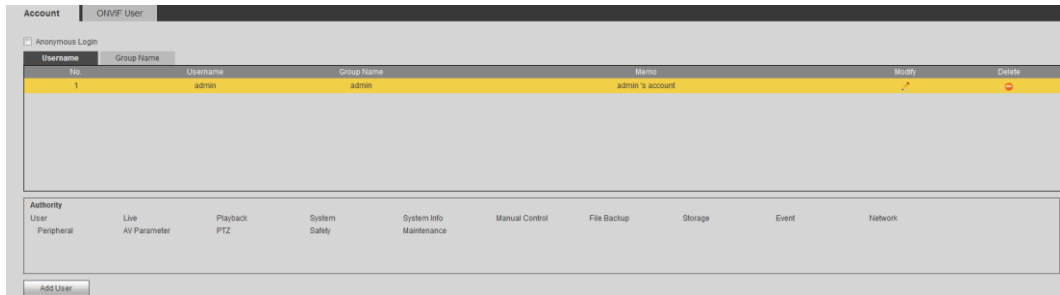 Account ONVIF User
Anonymous Login
Username Group Name
No. Username Group Name Memo Modify Delete
1 admin admin admin 's account
Authority
User Live Playback System System Info Manual Control File Backup Storage Event Network
Peripheral AV Parameter PTZ Safety Maintenance
Add User